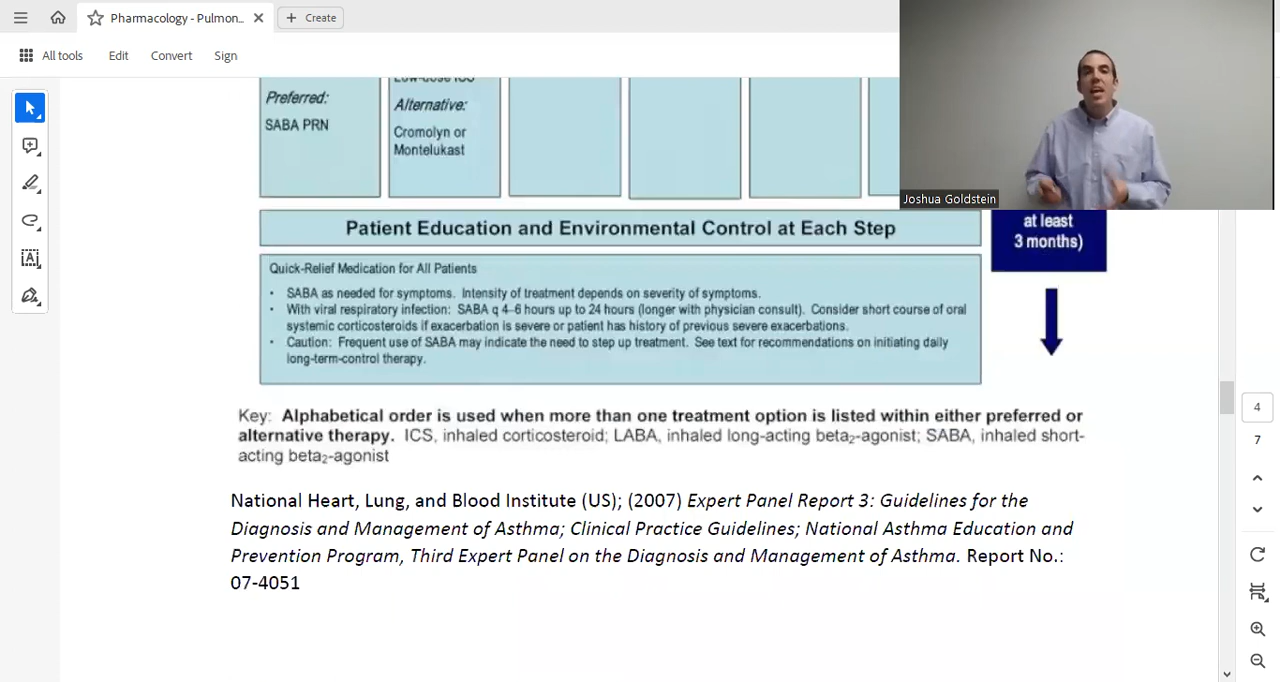 Pharmacology - Pulmon...
Create
All tools
Edit
Convert
Sign
Joshua Goldstein
Low-dose ICS
Preferred:
SABA PRN
Alternative:
Cromolyn or
Montelukast
at least
3 months)
Patient Education and Environmental Control at Each Step
Quick-Relief Medication for All Patients
• SABA as needed for symptoms. Intensity of treatment depends on severity of symptoms.
• With viral respiratory infection: SABA q 4–6 hours up to 24 hours (longer with physician consult). Consider short course of oral
systemic corticosteroids if exacerbation is severe or patient has history of previous severe exacerbations.
• Caution: Frequent use of SABA may indicate the need to step up treatment. See text for recommendations on initiating daily
long-term-control therapy.
Key: Alphabetical order is used when more than one treatment option is listed within either preferred or
alternative therapy. ICS, inhaled corticosteroid; LABA, inhaled long-acting beta₂-agonist; SABA, inhaled short-
acting beta₂-agonist
National Heart, Lung, and Blood Institute (US); (2007) Expert Panel Report 3: Guidelines for the
Diagnosis and Management of Asthma; Clinical Practice Guidelines; National Asthma Education and
Prevention Program, Third Expert Panel on the Diagnosis and Management of Asthma. Report No.:
07-4051
4
7